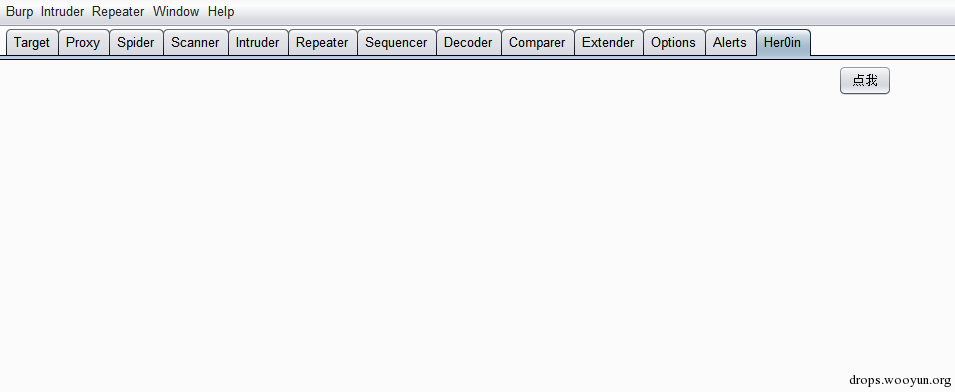 Burp Intruder Repeater Window Help
Target Proxy Spider Scanner Intruder Repeater Sequencer Decoder Comparer Extender Options Alerts Her0in
点我
drops.wooyun.org